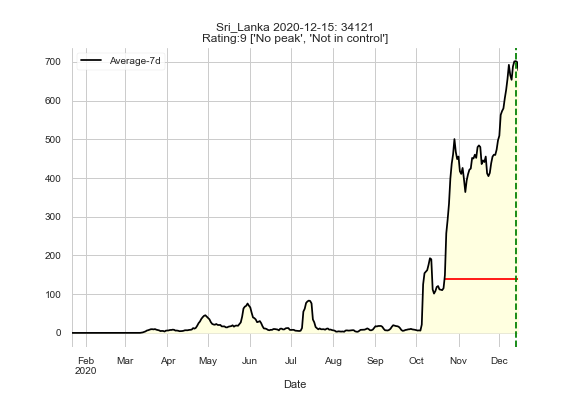 Sri_Lanka 2020-12-15: 34121
Rating:9 ['No peak', 'Not in control']
Average-7d
700
600
500
400
300
200
100
0
Feb Mar Apr May Jun Jul Aug Sep Oct Nov Dec
2020
Date